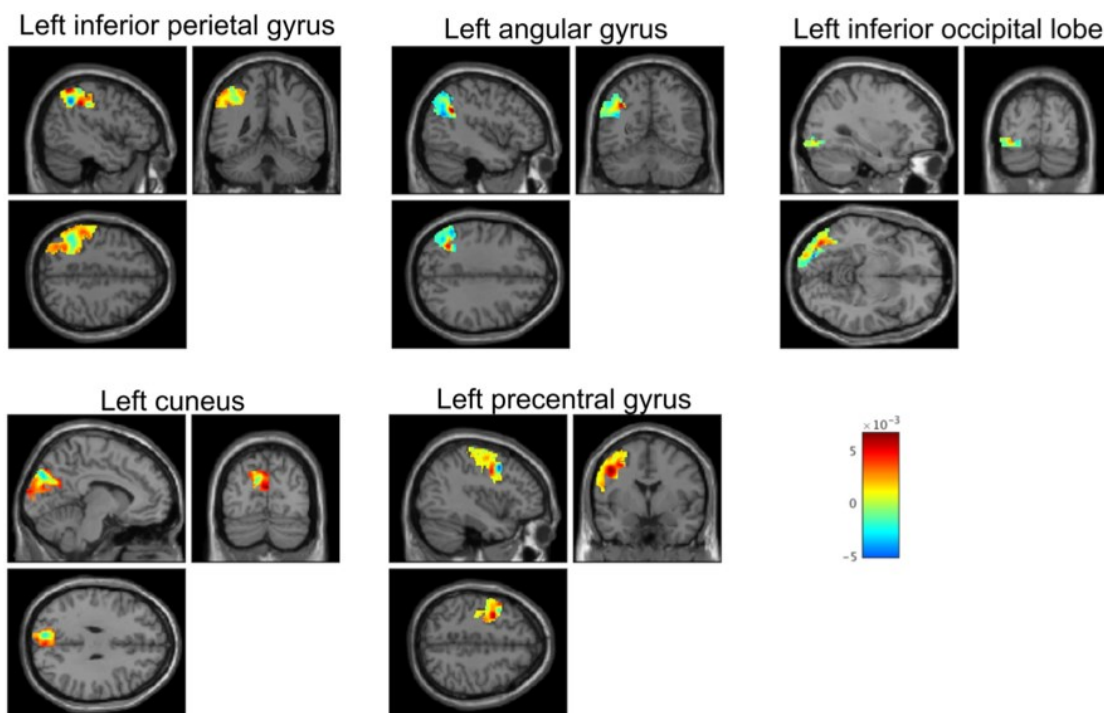 Left inferior perietal gyrus
Left angular gyrus
Left inferior occipital lobe
Left cuneus
Left precentral gyrus
×10⁻³
5
0
-5